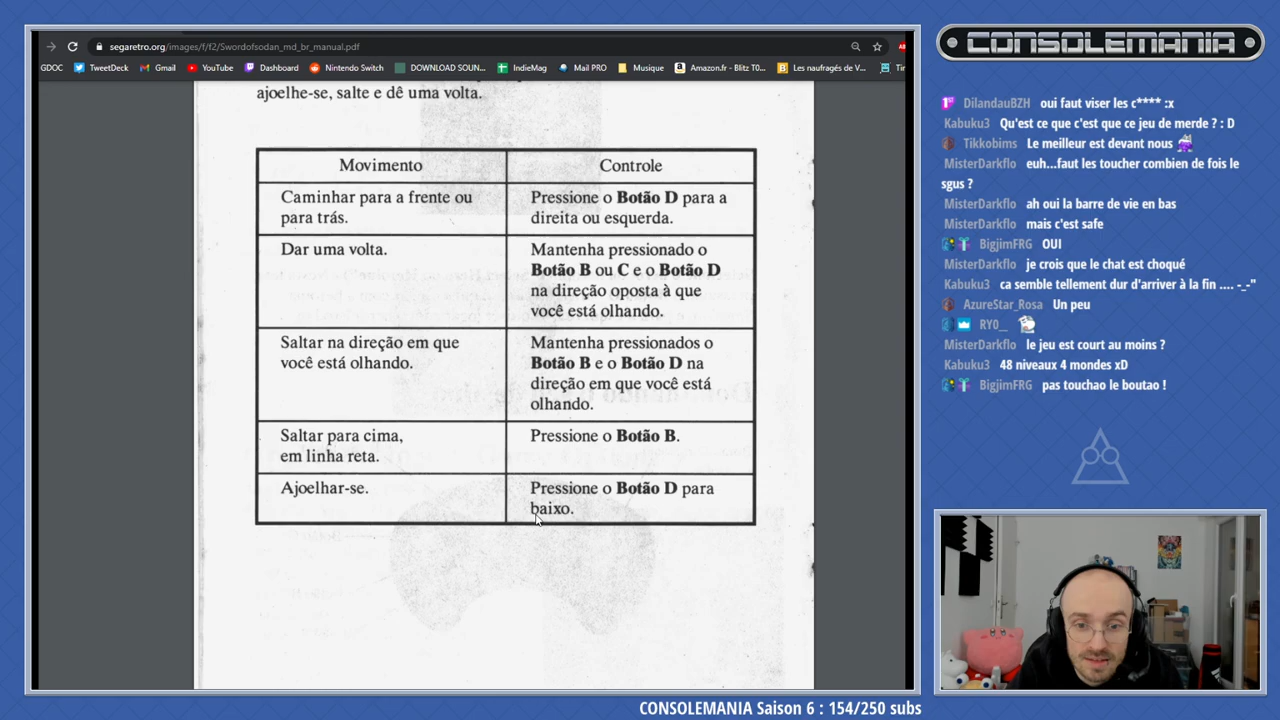 segaretro.org/images/f/f2/Swordofsodan_md_br_manual.pdf
GDOC TweetDeck Gmail YouTube Dashboard Nintendo Switch DOWNLOAD SOUN... IndieMag Mail PRO Musique Amazon.fr - Blitz T0... Les naufragés de V...
ajoelhe-se, salte e dê uma volta.
Movimento
Controle
Caminhar para a frente ou
para trás.
Pressione o Botão D para a
direita ou esquerda.
Dar uma volta.
Mantenha pressionado o
Botão B ou C e o Botão D
na direção oposta à que
você está olhando.
Saltar na direção em que
você está olhando.
Mantenha pressionados o
Botão B e o Botão D na
direção em que você está
olhando.
Saltar para cima,
em linha reta.
Pressione o Botão B.
Ajoelhar-se.
Pressione o Botão D para
baixo.
CONSOLEMANIA
DilandauBZH oui faut viser les c**** :x
Kabuku3 Qu'est ce que c'est que ce jeu de merde ? : D
Tikkobims Le meilleur est devant nous
MisterDarkflo euh...faut les toucher combien de fois le
sgus ?
MisterDarkflo ah oui la barre de vie en bas
MisterDarkflo mais c'est safe
BigjimFRG OUI
MisterDarkflo je crois que le chat est choqué
Kabuku3 ca semble tellement dur d'arriver à la fin .... -_-"
AzureStar_Rosa Un peu
RY0__
MisterDarkflo le jeu est court au moins ?
Kabuku3 48 niveaux 4 mondes xD
BigjimFRG pas touchao le boutao !
CONSOLEMANIA Saison 6 : 154/250 subs